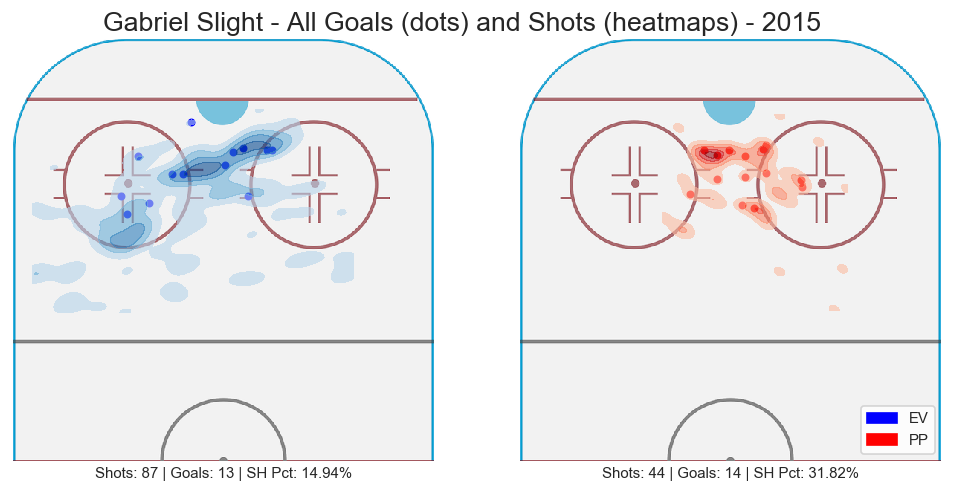 Gabriel Slight - All Goals (dots) and Shots (heatmaps) - 2015
EV
PP
Shots: 87 | Goals: 13 | SH Pct: 14.94%
Shots: 44 | Goals: 14 | SH Pct: 31.82%